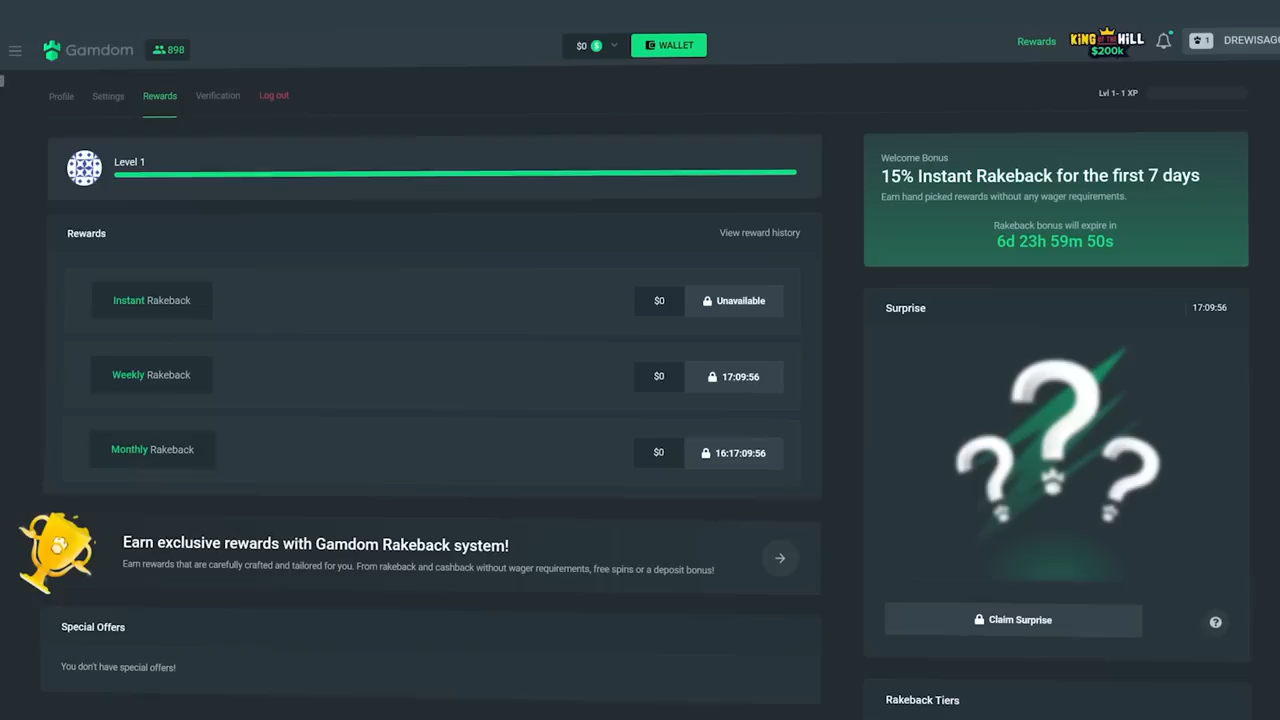 Gamdom
898
$0
WALLET
Rewards
KING OF THE HILL
$200k
1
DREWISAG
Profile
Settings
Rewards
Verification
Log out
Lvl 1- 1 XP
Level 1
Welcome Bonus
15% Instant Rakeback for the first 7 days
Earn hand picked rewards without any wager requirements.
Rakeback bonus will expire in
6d 23h 59m 50s
Rewards
View reward history
Instant Rakeback
$0
Unavailable
Weekly Rakeback
$0
17:09:56
Monthly Rakeback
$0
16:17:09:56
Surprise
17:09:56
Claim Surprise
?
Earn exclusive rewards with Gamdom Rakeback system!
Earn rewards that are carefully crafted and tailored for you. From rakeback and cashback without wager requirements, free spins or a deposit bonus!
Special Offers
You don't have special offers!
Rakeback Tiers